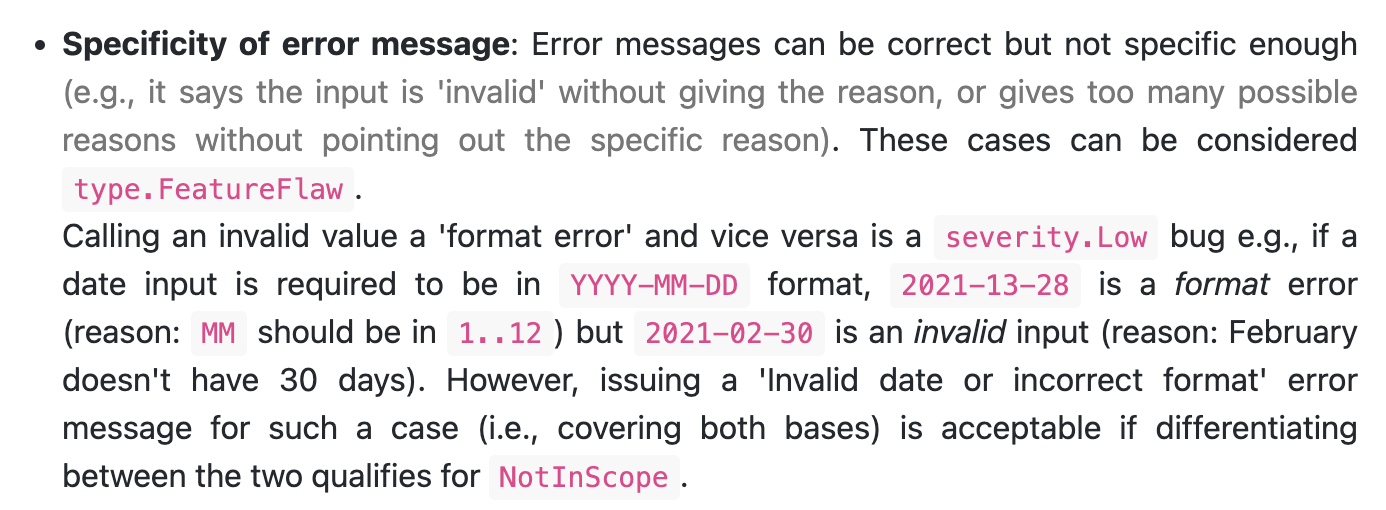 • Specificity of error message: Error messages can be correct but not specific enough
(e.g., it says the input is 'invalid' without giving the reason, or gives too many possible
reasons without pointing out the specific reason). These cases can be considered
type.FeatureFlaw.
Calling an invalid value a 'format error' and vice versa is a severity.Low bug e.g., if a
date input is required to be in YYYY-MM-DD format, 2021-13-28 is a format error
(reason: MM should be in 1..12) but 2021-02-30 is an invalid input (reason: February
doesn't have 30 days). However, issuing a 'Invalid date or incorrect format' error
message for such a case (i.e., covering both bases) is acceptable if differentiating
between the two qualifies for NotInScope.